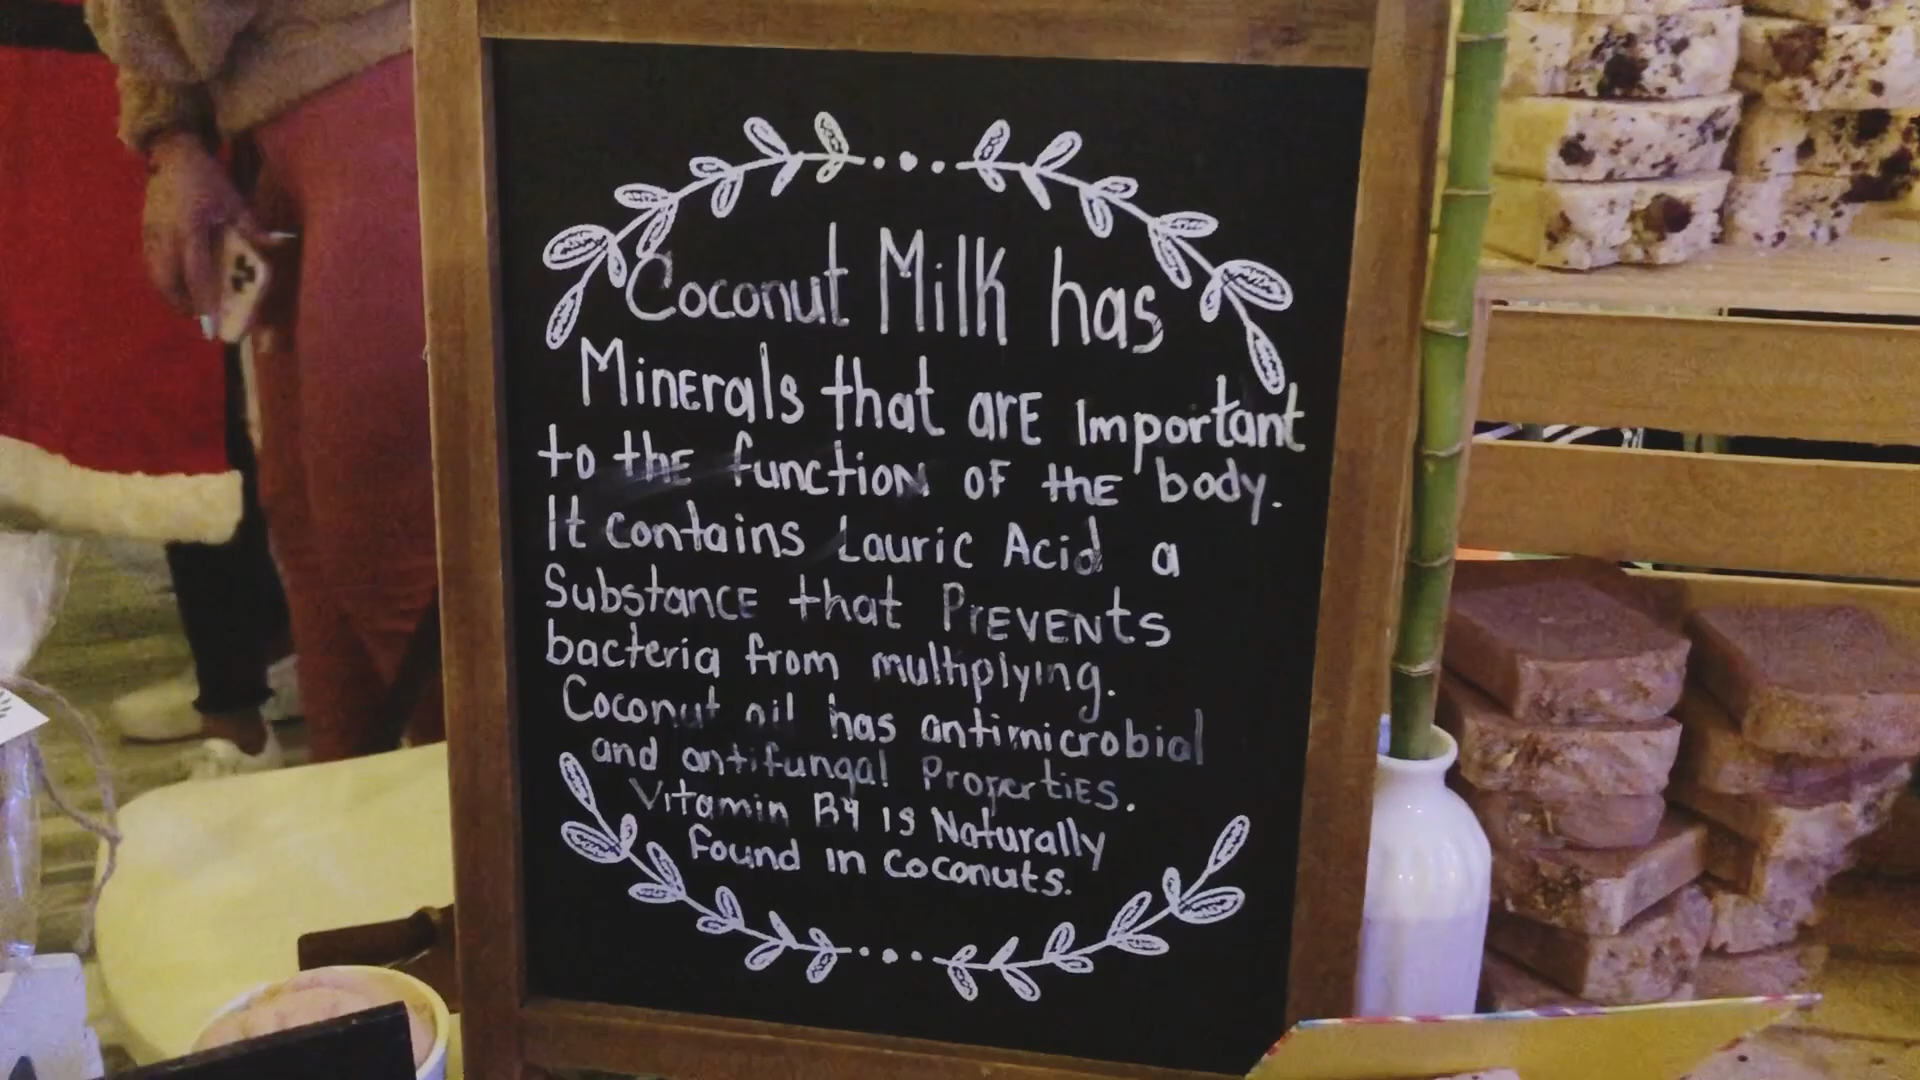 Coconut Milk has
Minerals that are important
to the function of the body.
It contains Lauric Acid a
Substance that Prevents
bacteria from multiplying.
Coconut oil has antimicrobial
and antifungal Properties.
Vitamin B4 is Naturally
found in coconuts.